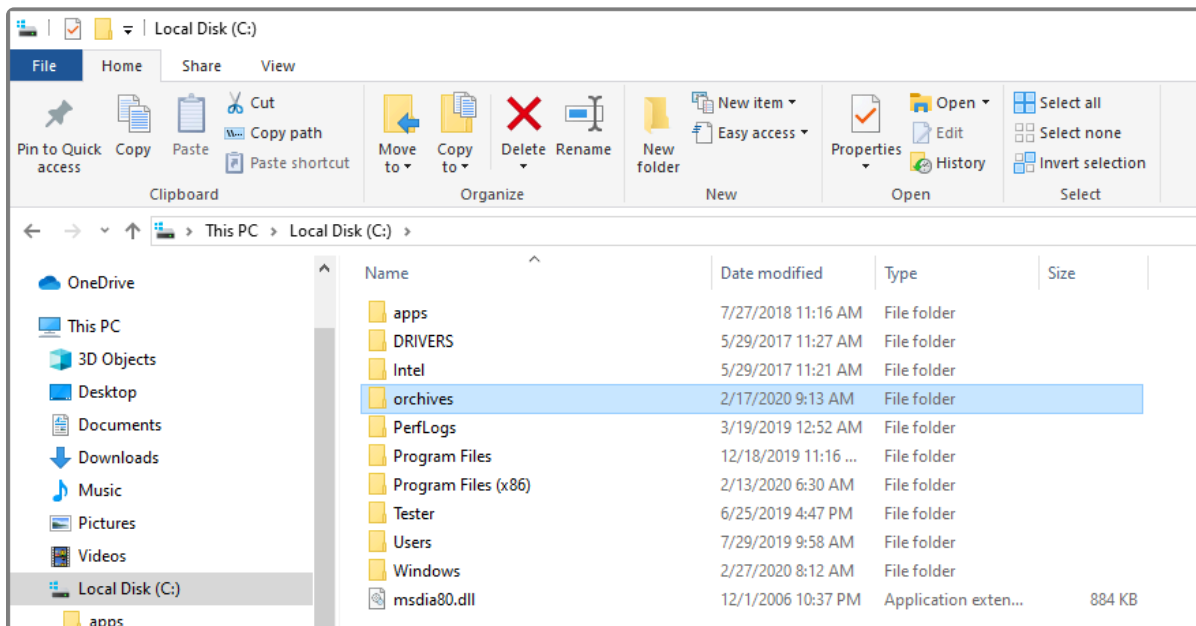 Local Disk (C:)
File Home Share View
Pin to Quick access
Copy
Paste
Cut
Copy path
Paste shortcut
Clipboard
Move to
Copy to
Delete
Rename
Organize
New folder
New item
Easy access
New
Properties
Open
Edit
History
Open
Select all
Select none
Invert selection
Select
This PC > Local Disk (C:) >
OneDrive
This PC
3D Objects
Desktop
Documents
Downloads
Music
Pictures
Videos
Local Disk (C:)
apps
Name Date modified Type Size
apps 7/27/2018 11:16 AM File folder
DRIVERS 5/29/2017 11:27 AM File folder
Intel 5/29/2017 11:21 AM File folder
orchives 2/17/2020 9:13 AM File folder
PerfLogs 3/19/2019 12:52 AM File folder
Program Files 12/18/2019 11:16 ... File folder
Program Files (x86) 2/13/2020 6:30 AM File folder
Tester 6/25/2019 4:47 PM File folder
Users 7/29/2019 9:58 AM File folder
Windows 2/27/2020 8:12 AM File folder
msdia80.dll 12/1/2006 10:37 PM Application exten... 884 KB